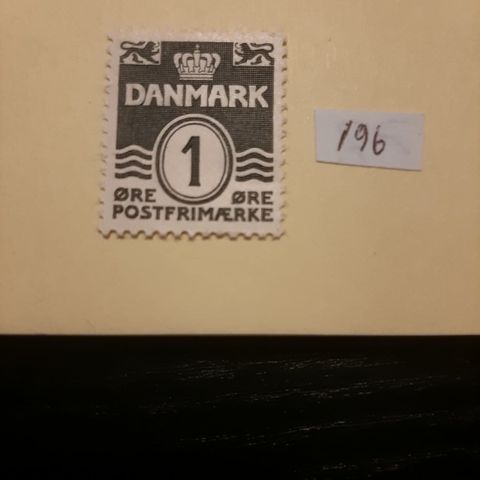 DANMARK
1
ØRE ØRE
POSTFRIMÆRKE
196